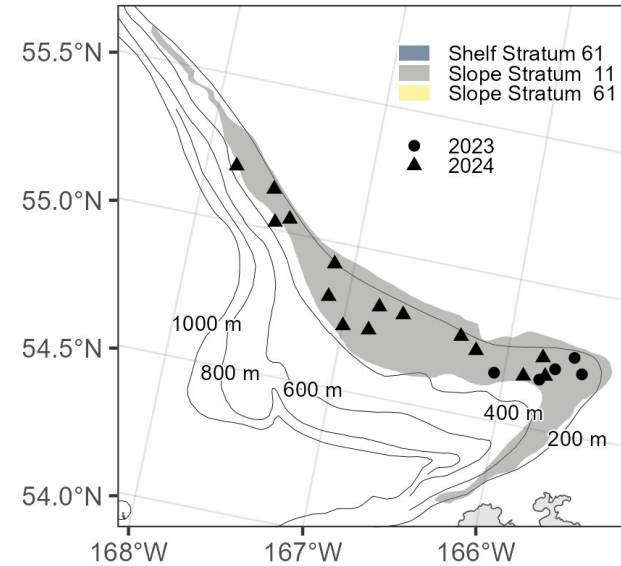 55.5°N
Shelf Stratum 61
Slope Stratum 11
Slope Stratum 61
2023
2024
55.0°N
1000 m
54.5°N
800 m
600 m
400 m
200 m
54.0°N
168°W
167°W
166°W